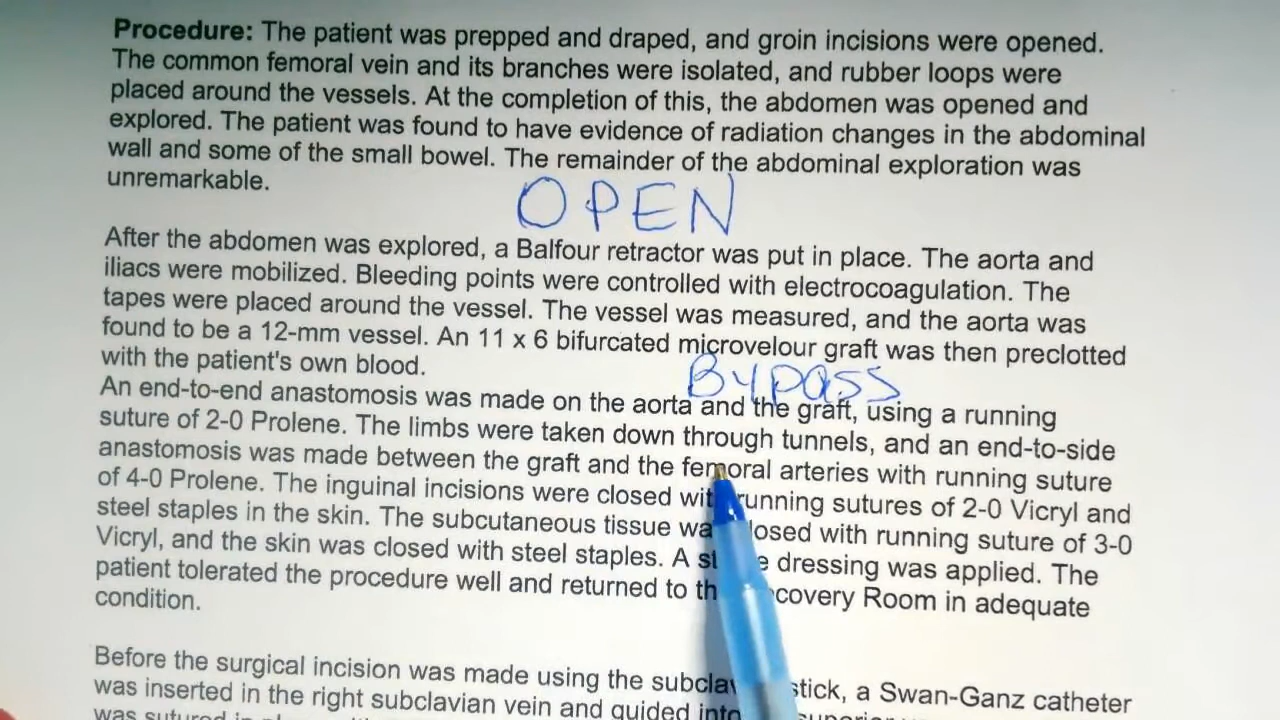 Procedure: The patient was prepped and draped, and groin incisions were opened.
The common femoral vein and its branches were isolated, and rubber loops were
placed around the vessels. At the completion of this, the abdomen was opened and
explored. The patient was found to have evidence of radiation changes in the abdominal
wall and some of the small bowel. The remainder of the abdominal exploration was
unremarkable.
OPEN
After the abdomen was explored, a Balfour retractor was put in place. The aorta and
iliacs were mobilized. Bleeding points were controlled with electrocoagulation. The
tapes were placed around the vessel. The vessel was measured, and the aorta was
found to be a 12-mm vessel. An 11 x 6 bifurcated microvelour graft was then preclotted
with the patient's own blood.
BYPASS
An end-to-end anastomosis was made on the aorta and the graft, using a running
suture of 2-0 Prolene. The limbs were taken down through tunnels, and an end-to-side
anastomosis was made between the graft and the femoral arteries with running suture
of 4-0 Prolene. The inguinal incisions were closed running sutures of 2-0 Vicryl and
steel staples in the skin. The subcutaneous tissue closed with running suture of 3-0
Vicryl, and the skin was closed with steel staples. A dressing was applied. The
patient tolerated the procedure well and returned to Recovery Room in adequate
condition.
Before the surgical incision was made using the stick, a Swan-Ganz catheter
was inserted in the right subclavian vein and guided into